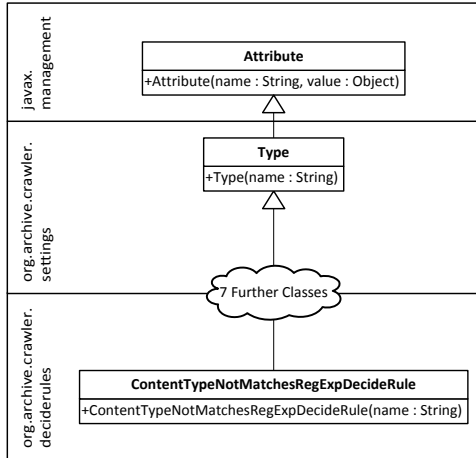 javax.
management
Attribute
+Attribute(name : String, value : Object)
org.archive.crawler.
settings
Type
+Type(name : String)
7 Further Classes
org.archive.crawler.
deciderules
ContentTypeNotMatchesRegExpDecideRule
+ContentTypeNotMatchesRegExpDecideRule(name : String)